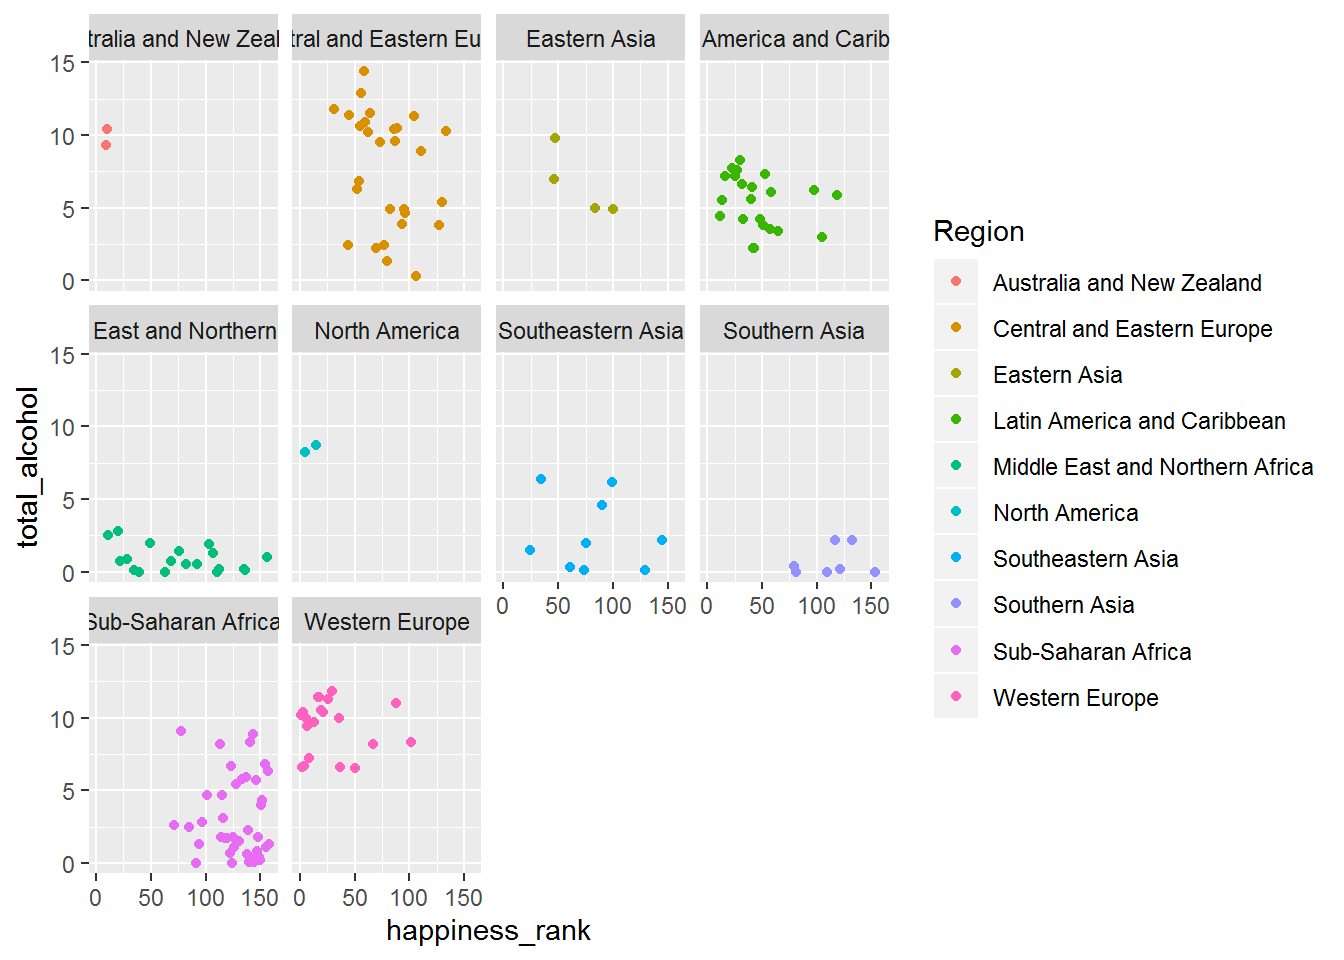 tralia and New Zeal
tral and Eastern Eu
Eastern Asia
America and Carib
15
10
5
0
East and Northern
North America
Southeastern Asia
Southern Asia
15
10
5
0
0 50 100 150
0 50 100 150
Sub-Saharan Africa
Western Europe
15
10
5
0
0 50 100 150
0 50 100 150
happiness_rank
total_alcohol
Region
Australia and New Zealand
Central and Eastern Europe
Eastern Asia
Latin America and Caribbean
Middle East and Northern Africa
North America
Southeastern Asia
Southern Asia
Sub-Saharan Africa
Western Europe